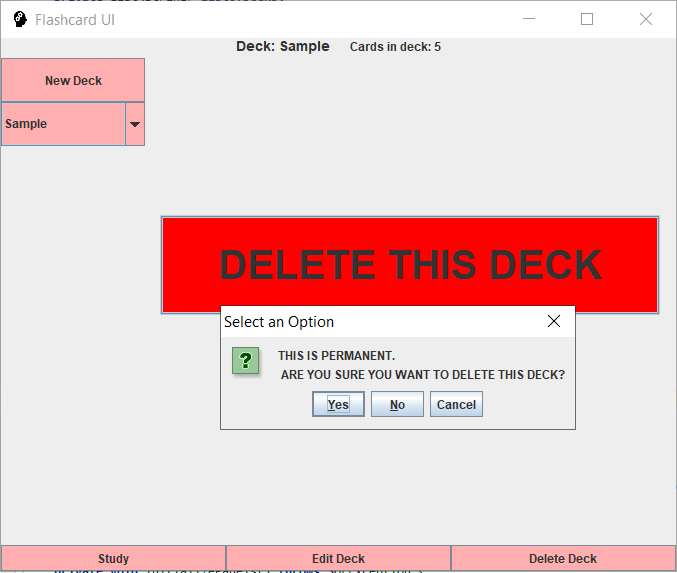 Flashcard UI
Deck: Sample Cards in deck: 5
New Deck
Sample
DELETE THIS DECK
Select an Option
?
THIS IS PERMANENT.
ARE YOU SURE YOU WANT TO DELETE THIS DECK?
Yes No Cancel
Study Edit Deck Delete Deck